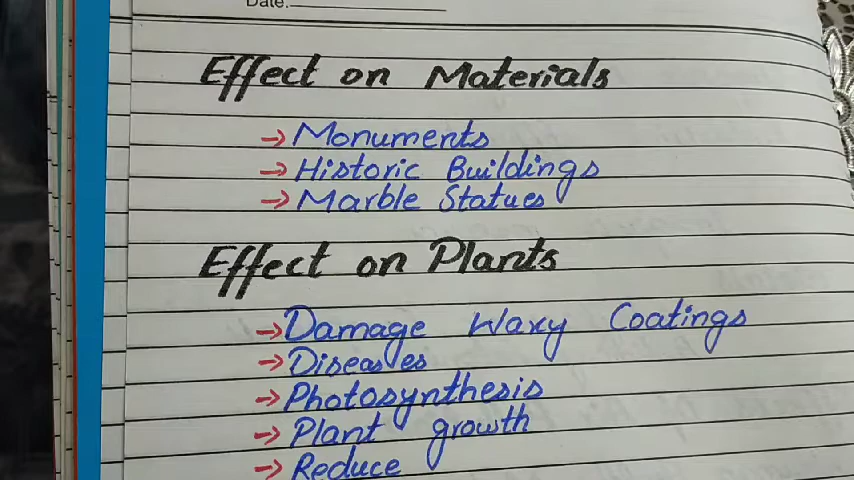 Date:
Effect on Materials
→ Monuments
→ Historic Buildings
→ Marble Statues
Effect on Plants
→ Damage Waxy Coatings
→ Diseases
→ Photosynthesis
→ Plant growth
→ Reduce